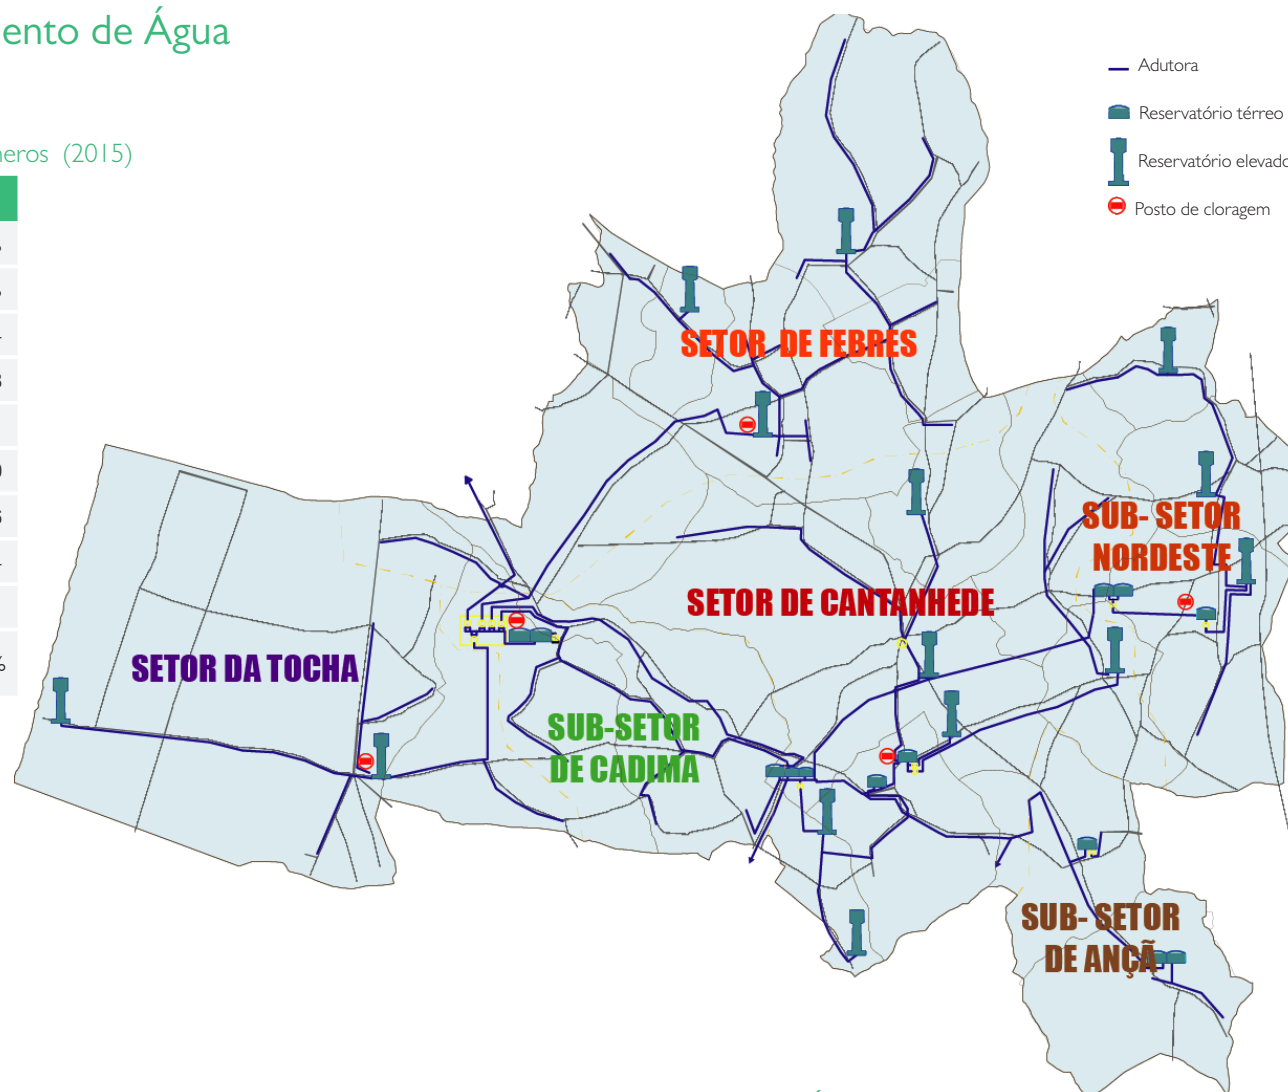 ento de Água
neros (2015)
Adutora
Reservatório térreo
Reservatório elevado
Posto de cloragem
SETOR DE FEBRES
SUB- SETOR
NORDESTE
SETOR DE CANTANHEDE
SETOR DA TOCHA
SUB-SETOR
DE CADIMA
SUB- SETOR
DE ANÇÃ
%